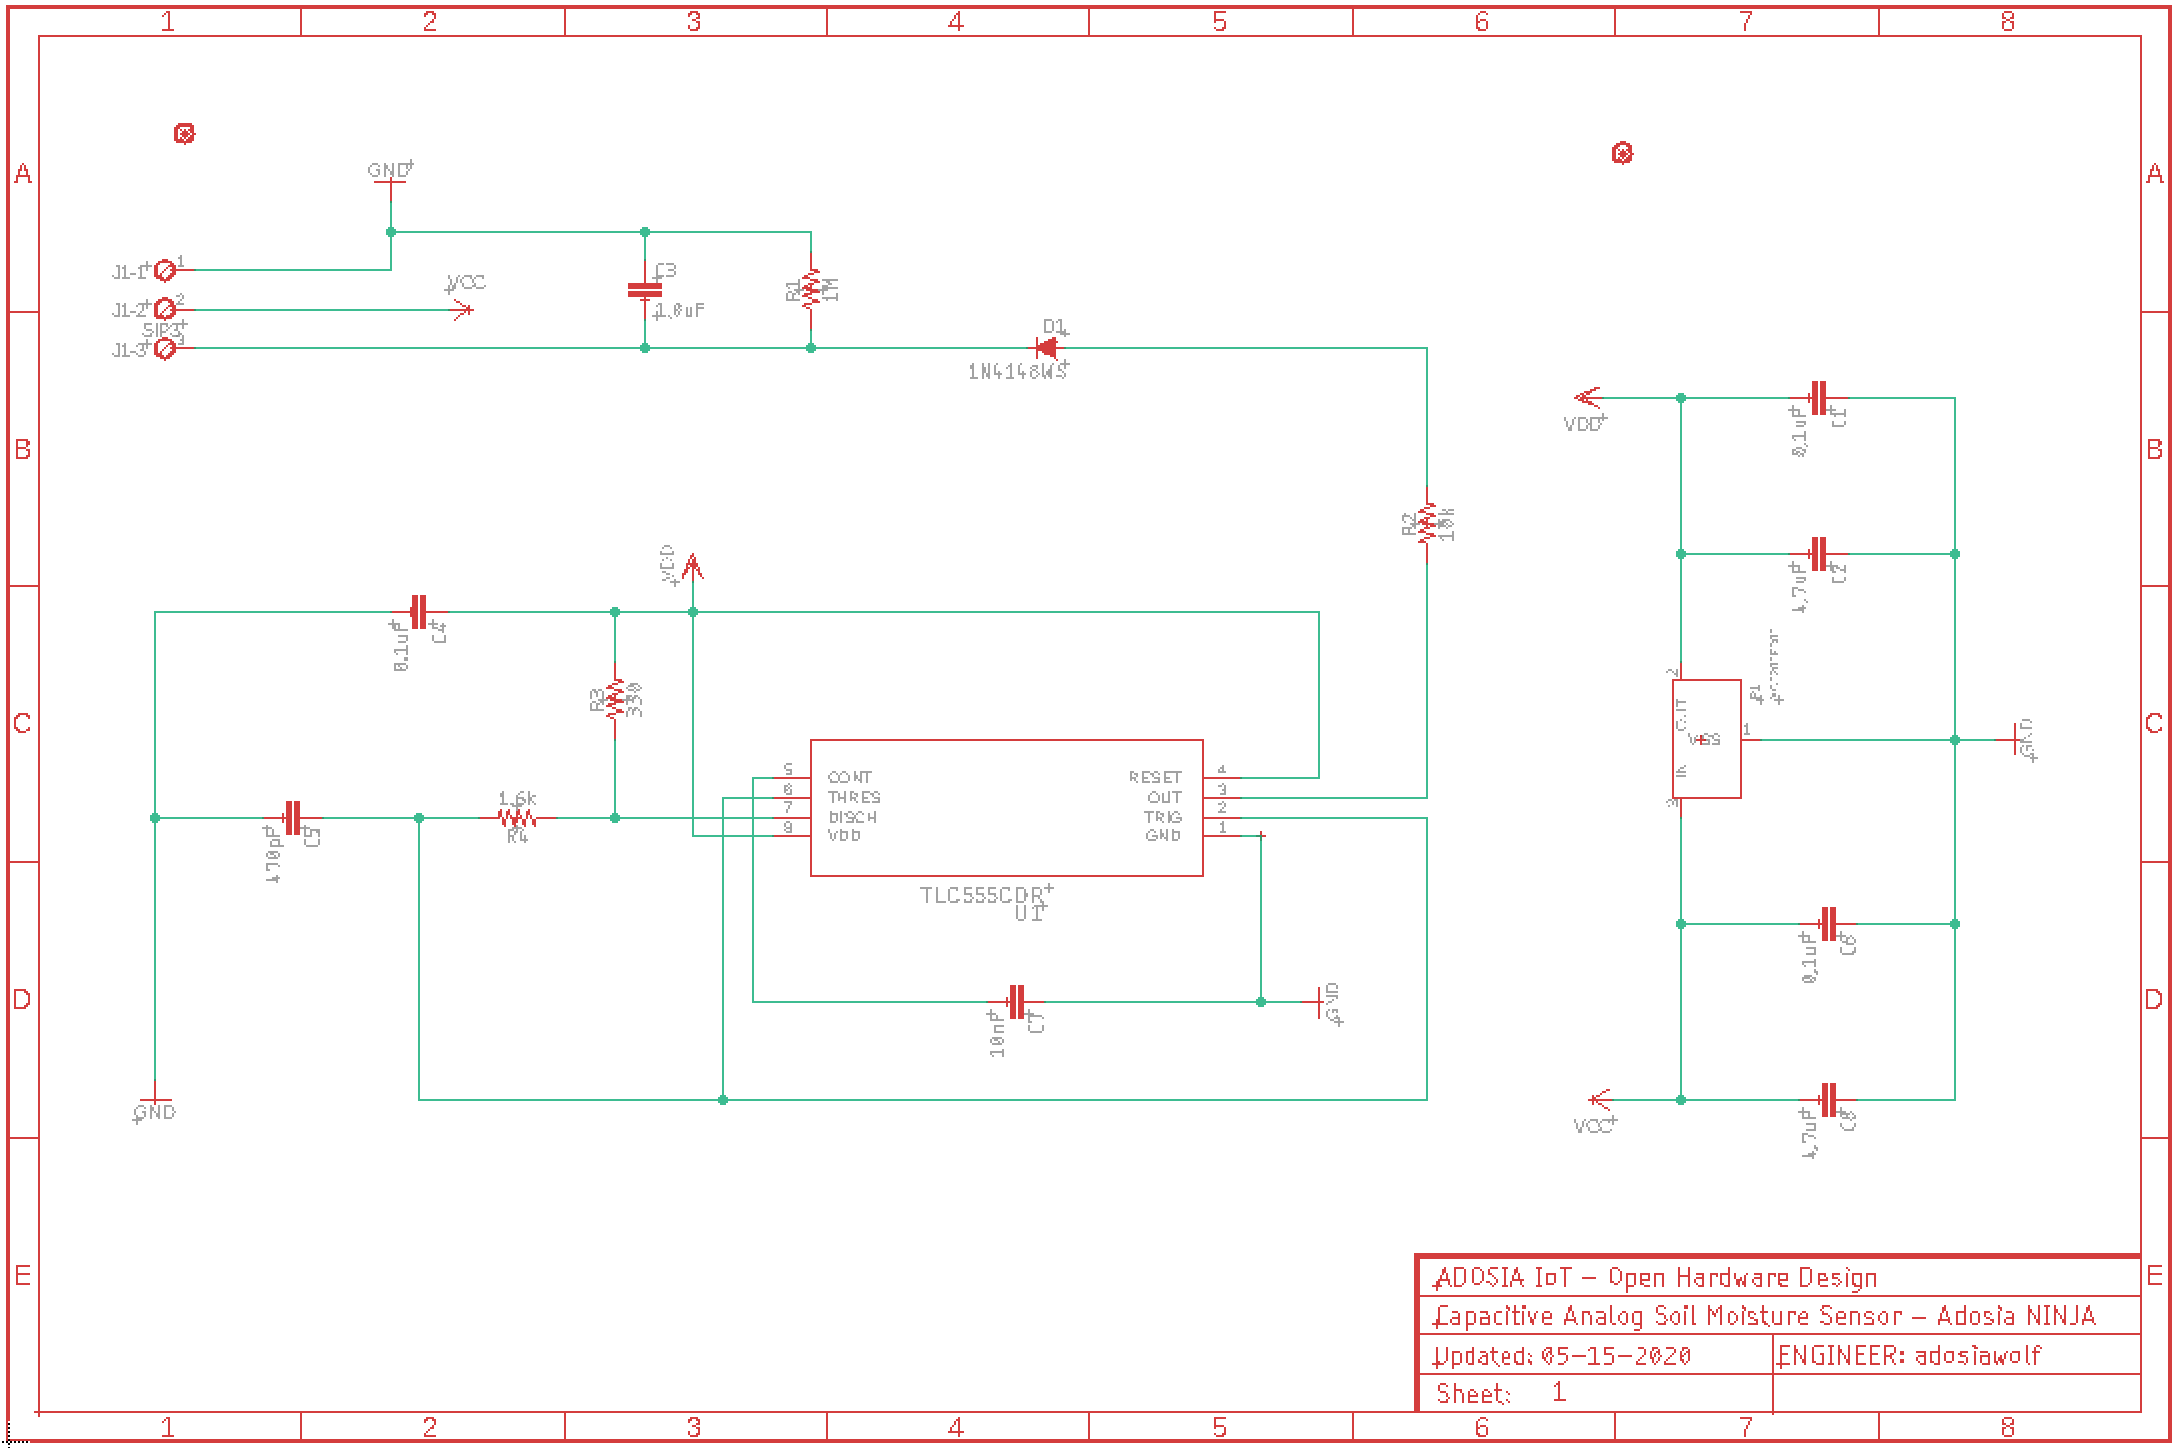 1 2 3 4 5 6 7 8
A A
GND
J1-1 1
J1-2 2
SIP3
J1-3
VCC
C3
1.0uF
R1 1M
D1
1N4148WS
B B
VDD
0.1uF C1
R2 10k
4.7uF C2
VDD
0.1uF C4
R3 330
C C
2
OUT
VSS 1
IN
3
GND
1.6k
R4
470pF C5
5 CONT RESET 4
6 THRES OUT 3
7 DISCH TRIG 2
8 VDD GND 1
TLC555CDR
U1
0.1uF C6
D D
10nF C7
GND
GND
VCC
4.7uF C8
E E
ADOSIA IoT - Open Hardware Design
Capacitive Analog Soil Moisture Sensor - Adosia NINJA
Updated: 05-15-2020 ENGINEER: adosiawolf
Sheet: 1
1 2 3 4 5 6 7 8